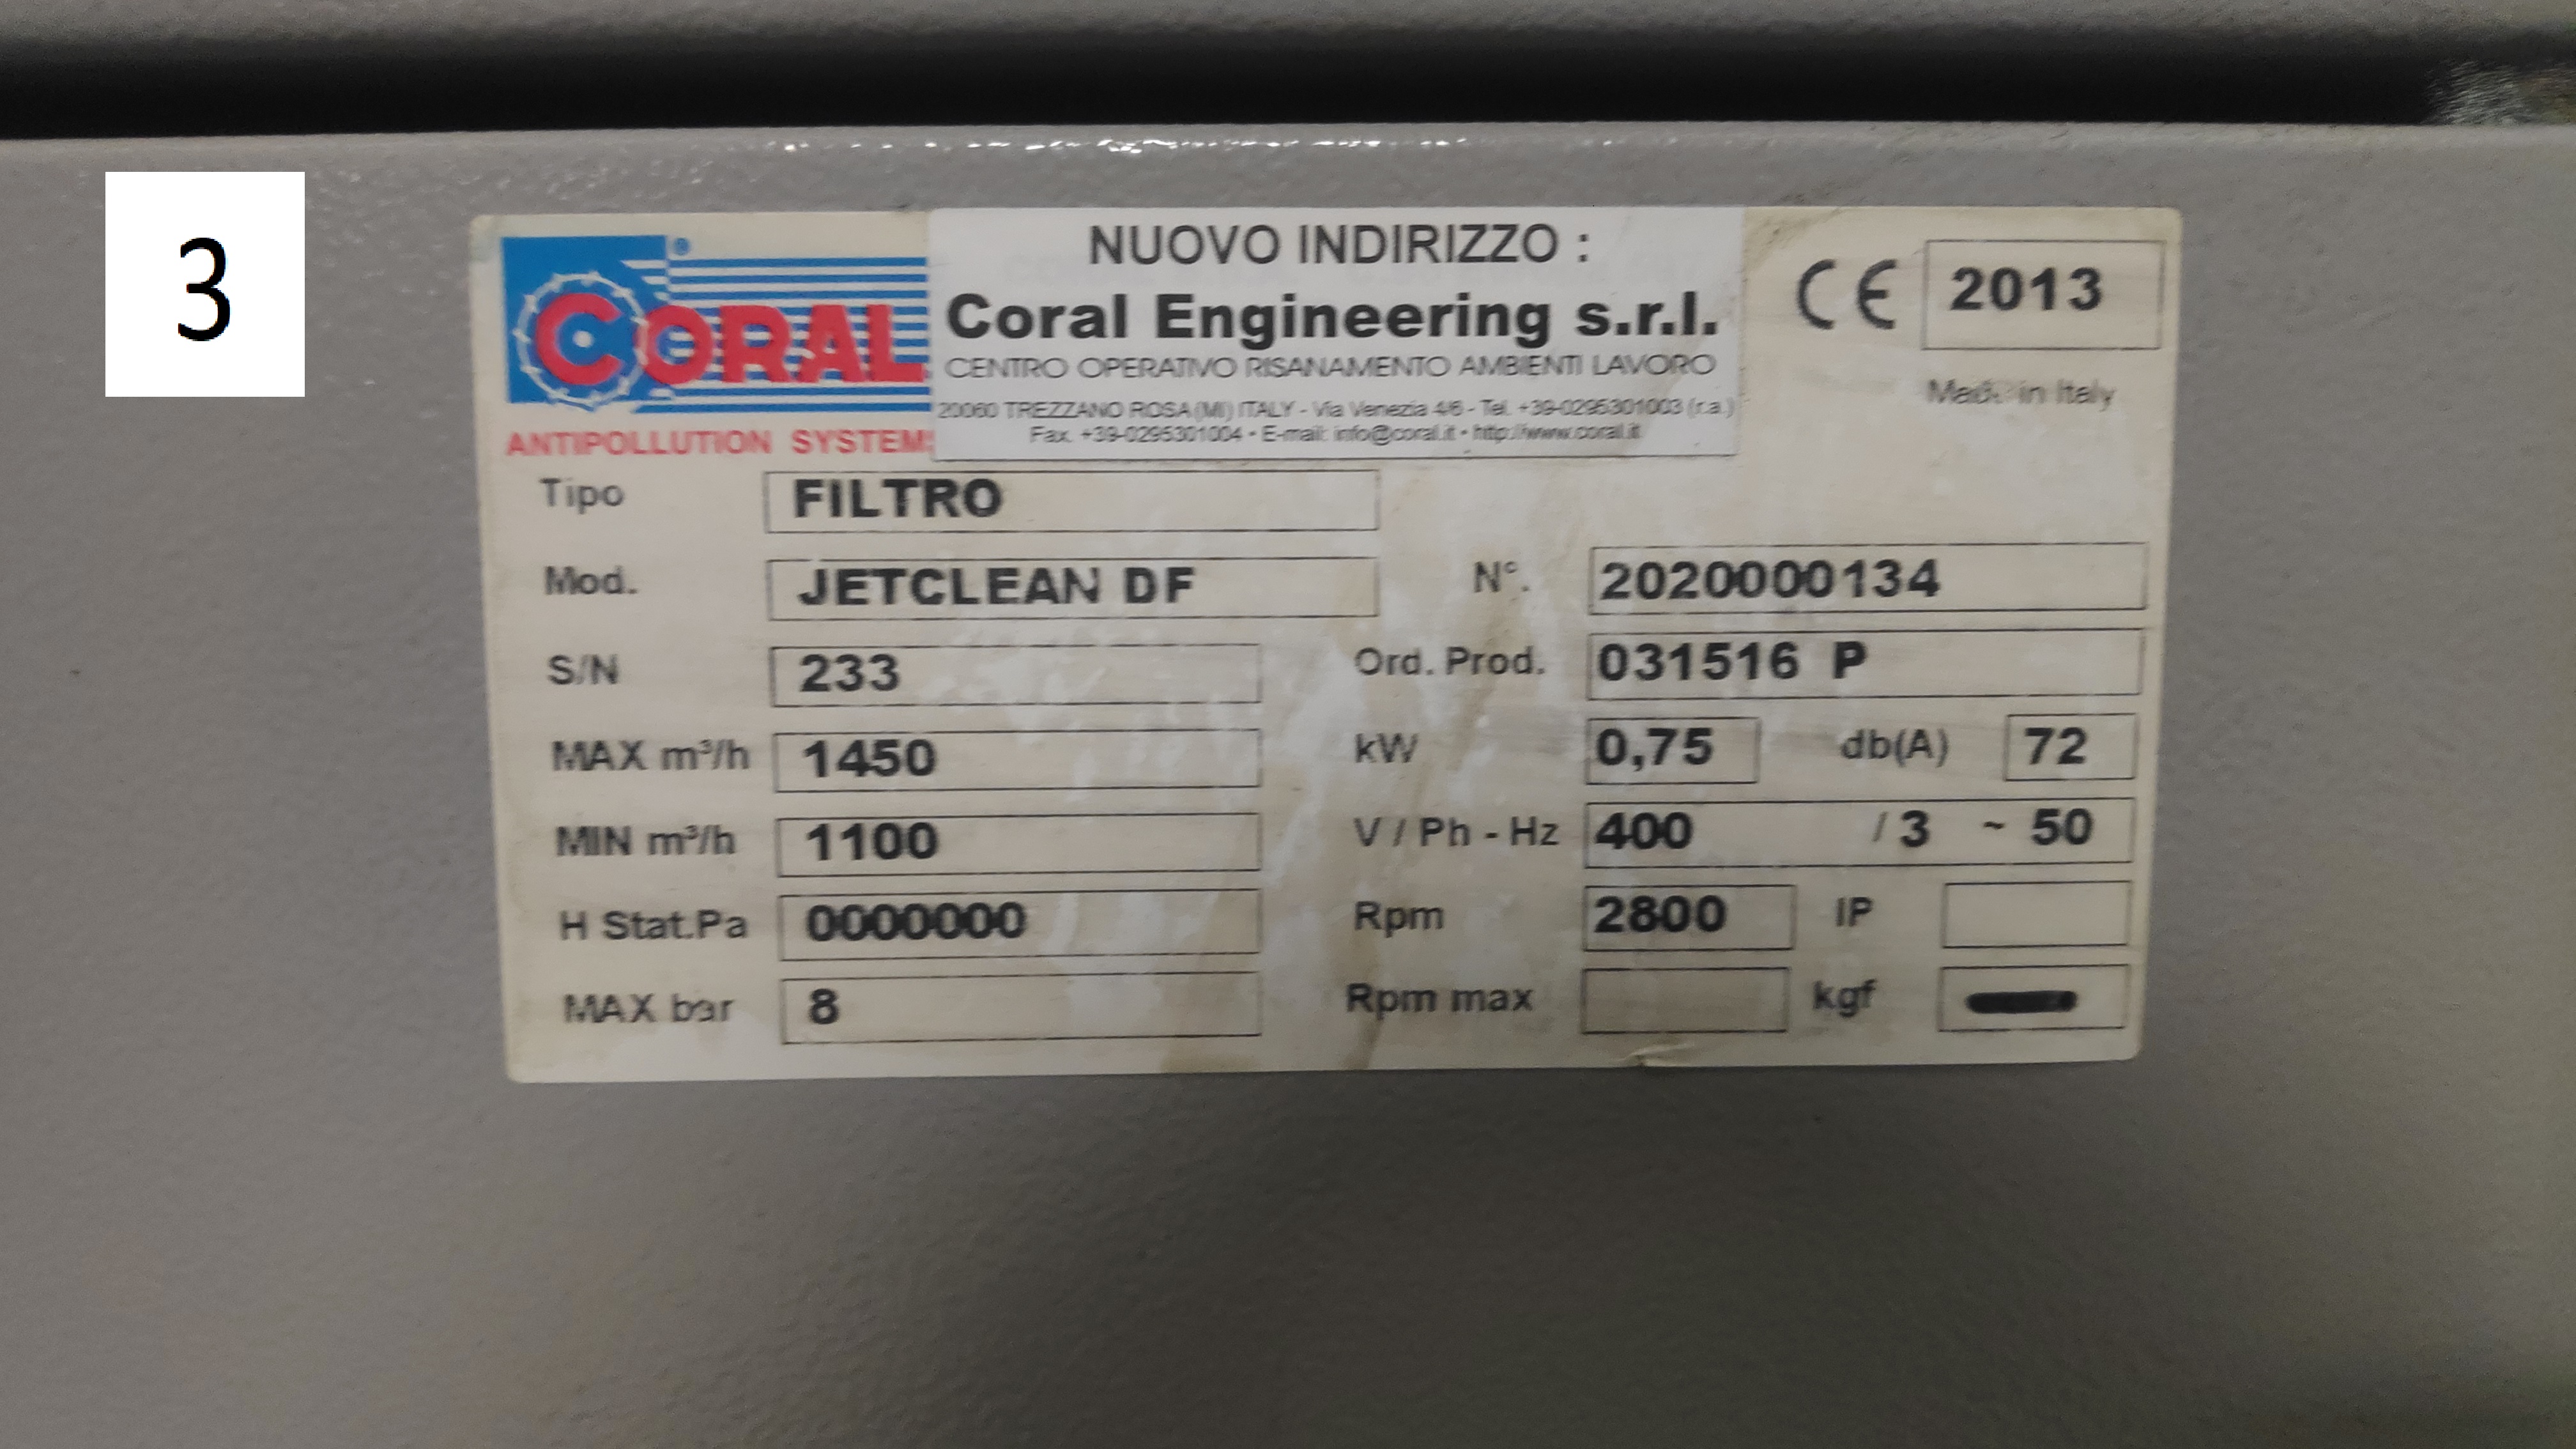 3
CORAL®
ANTIPOLLUTION SYSTEM
NUOVO INDIRIZZO :
Coral Engineering s.r.l.
CENTRO OPERATIVO RISANAMENTO AMBIENTI LAVORO
20060 TREZZANO ROSA (MI) ITALY - Via Venezia 4/6 - Tel. +39-0295301003 (r.a.)
Fax. +39-0295301004 • E-mail: info@coral.it • http://www.coral.it
CE 2013
Made in Italy
Tipo FILTRO
Mod. JETCLEAN DF N°. 2020000134
S/N 233 Ord. Prod. 031516 P
MAX m³/h 1450 kW 0,75 db(A) 72
MIN m³/h 1100 V / Ph - Hz 400 / 3 ~ 50
H Stat.Pa 0000000 Rpm 2800 IP
MAX bar 8 Rpm max kgf